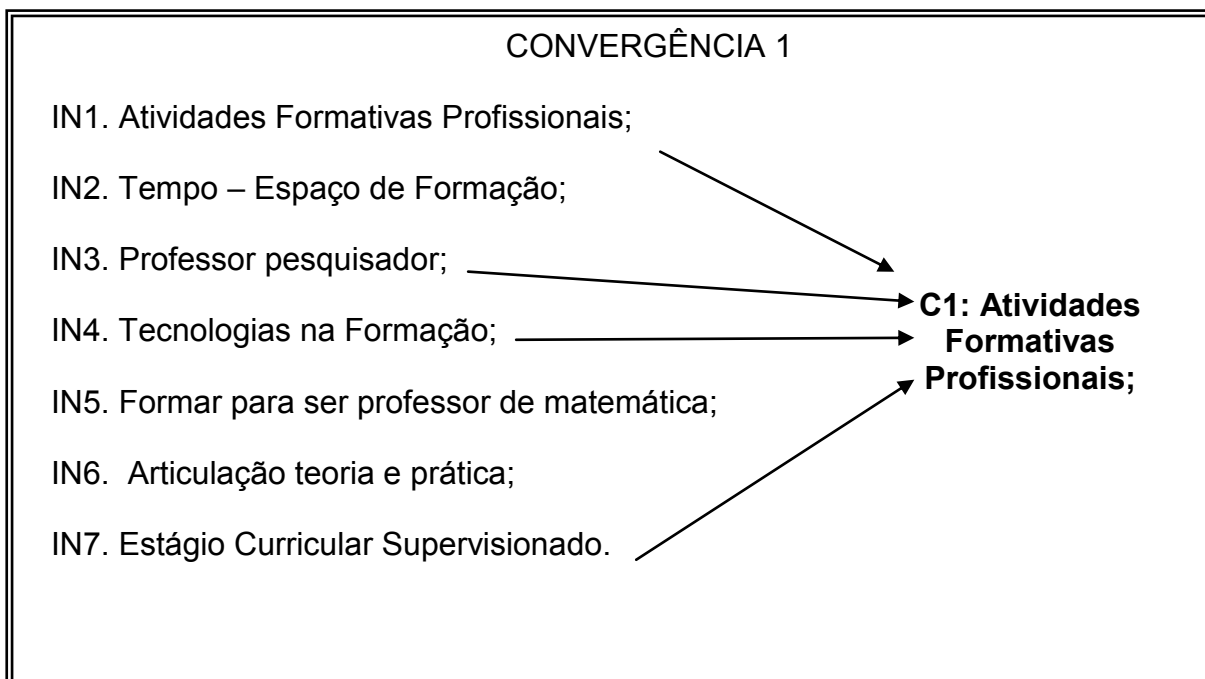 CONVERGÊNCIA 1
IN1. Atividades Formativas Profissionais;
IN2. Tempo – Espaço de Formação;
IN3. Professor pesquisador;
IN4. Tecnologias na Formação;
IN5. Formar para ser professor de matemática;
IN6. Articulação teoria e prática;
IN7. Estágio Curricular Supervisionado.
C1: Atividades
Formativas
Profissionais;